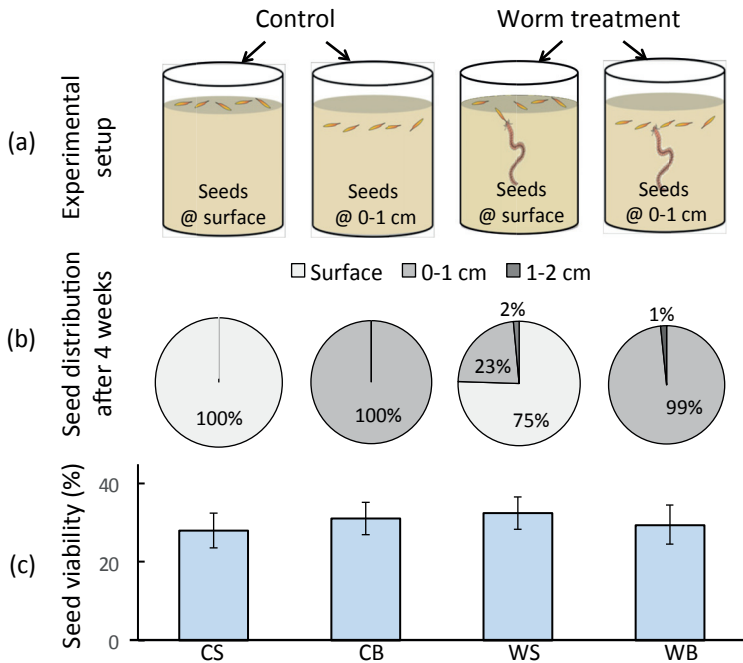 Control
Worm treatment
(a)
Experimental
setup
Seeds
@ surface
Seeds
@ 0-1 cm
Seeds
@ surface
Seeds
@ 0-1 cm
Surface
0-1 cm
1-2 cm
(b)
Seed distribution
after 4 weeks
100%
100%
2%
23%
75%
1%
99%
(c)
Seed viability (%)
40
20
0
CS
CB
WS
WB